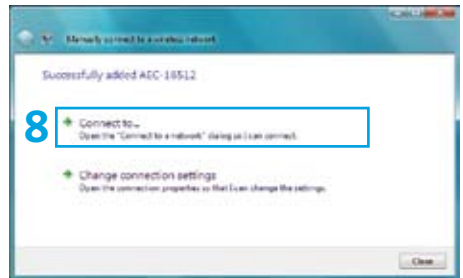 Manually connect to a wireless network
Successfully added AEC-16512
8
Connect to...
Open the "Connect to a network" dialog so I can connect.
Change connection settings
Open the connection properties so that I can change the settings.
Close